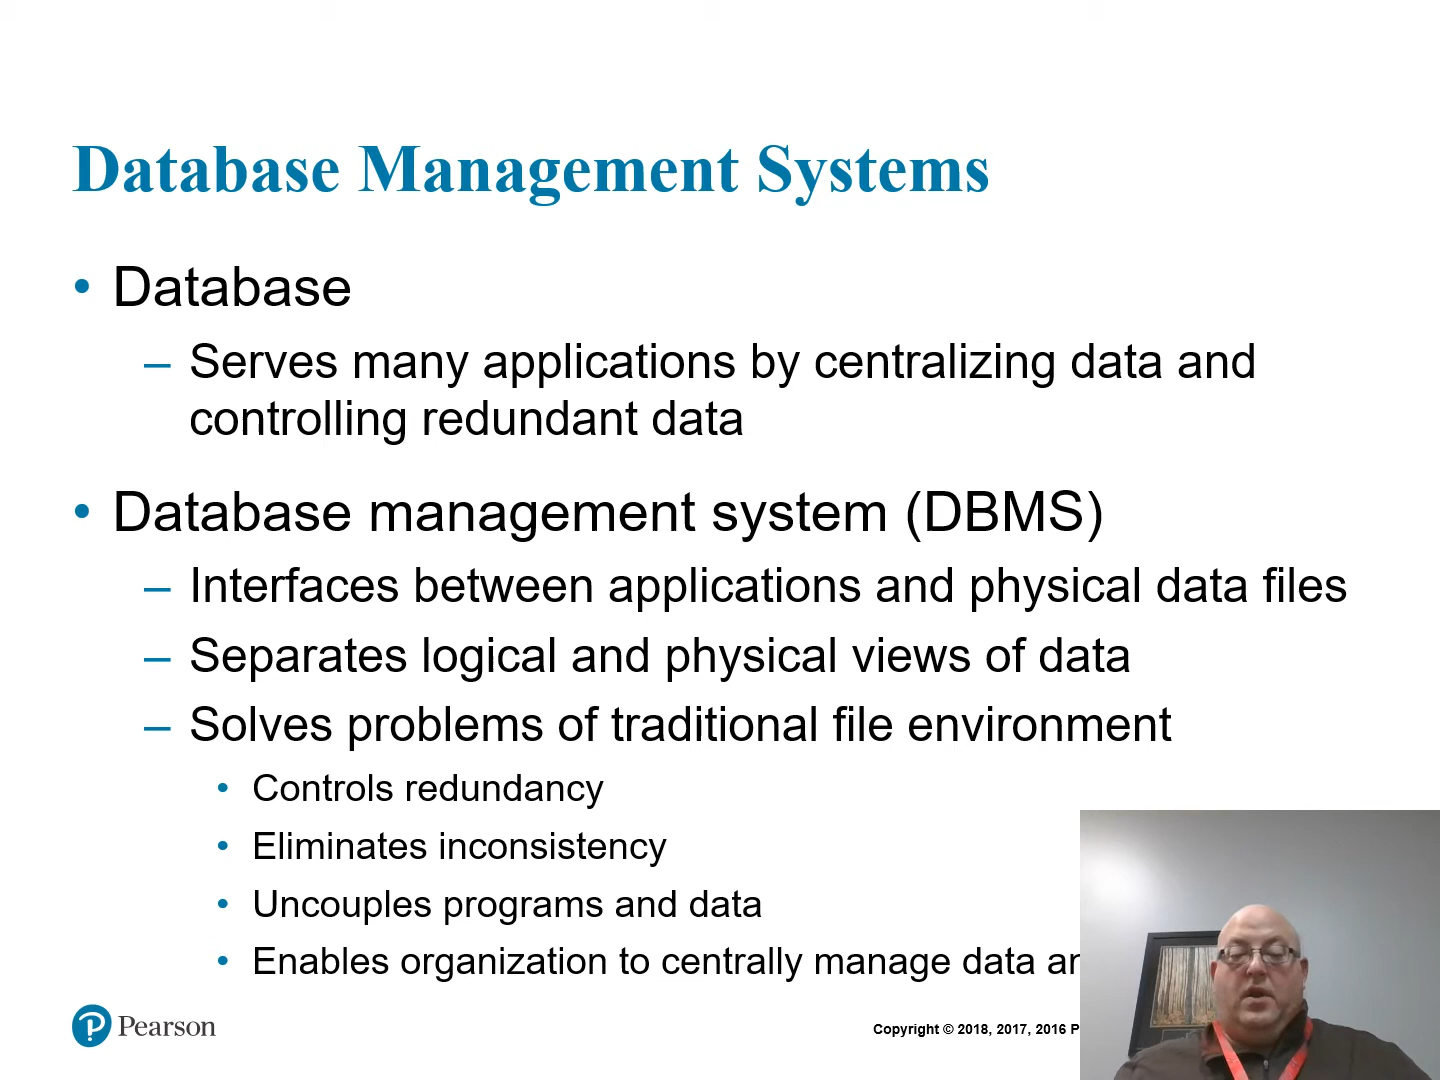 Database Management Systems
• Database
– Serves many applications by centralizing data and
controlling redundant data
• Database management system (DBMS)
– Interfaces between applications and physical data files
– Separates logical and physical views of data
– Solves problems of traditional file environment
• Controls redundancy
• Eliminates inconsistency
• Uncouples programs and data
• Enables organization to centrally manage data
Pearson
Copyright © 2018, 2017, 2016